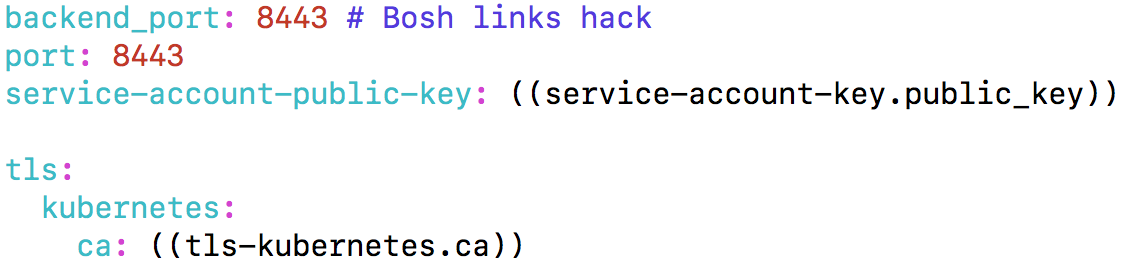 backend_port: 8443 # Bosh links hack
port: 8443
service-account-public-key: ((service-account-key.public_key))
tls:
  kubernetes:
    ca: ((tls-kubernetes.ca))